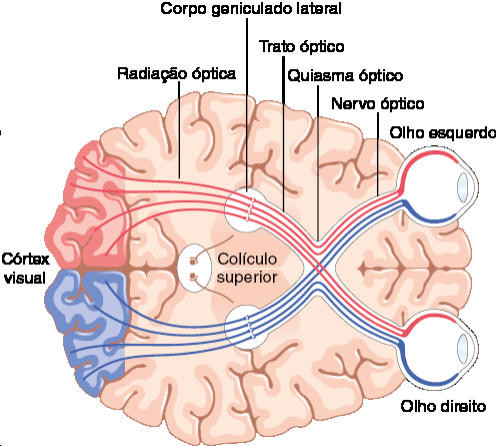 Corpo geniculado lateral
Trato óptico
Radiação óptica
Quiasma óptico
Nervo óptico
Olho esquerdo
Córtex
visual
Colículo
superior
Olho direito